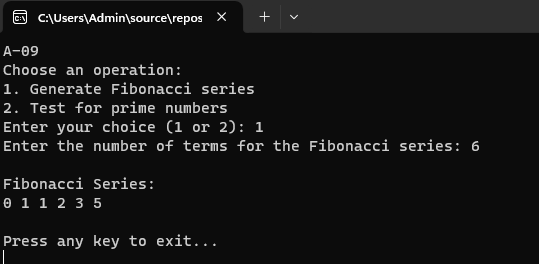 C:\Users\Admin\source\repos
A-09
Choose an operation:
1. Generate Fibonacci series
2. Test for prime numbers
Enter your choice (1 or 2): 1
Enter the number of terms for the Fibonacci series: 6
Fibonacci Series:
0 1 1 2 3 5
Press any key to exit...